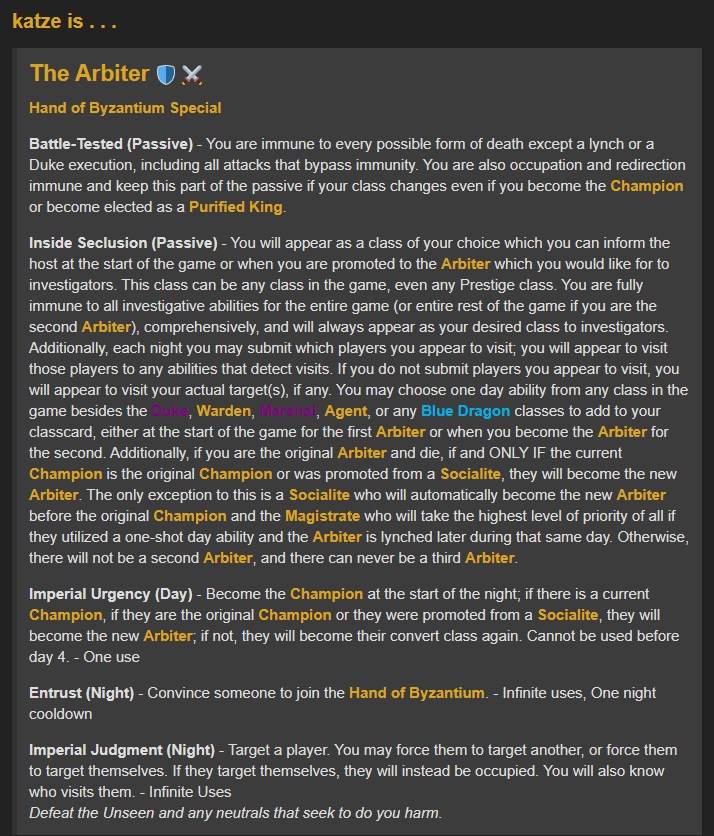 katze is . . .
The Arbiter
Hand of Byzantium Special
Battle-Tested (Passive) - You are immune to every possible form of death except a lynch or a
Duke execution, including all attacks that bypass immunity. You are also occupation and redirection
immune and keep this part of the passive if your class changes even if you become the Champion
or become elected as a Purified King.
Inside Seclusion (Passive) - You will appear as a class of your choice which you can inform the
host at the start of the game or when you are promoted to the Arbiter which you would like for to
investigators. This class can be any class in the game, even any Prestige class. You are fully
immune to all investigative abilities for the entire game (or entire rest of the game if you are the
second Arbiter), comprehensively, and will always appear as your desired class to investigators.
Additionally, each night you may submit which players you appear to visit; you will appear to visit
those players to any abilities that detect visits. If you do not submit players you appear to visit, you
will appear to visit your actual target(s), if any. You may choose one day ability from any class in the
game besides the Duke, Warden, Marshal, Agent, or any Blue Dragon classes to add to your
classcard, either at the start of the game for the first Arbiter or when you become the Arbiter for
the second. Additionally, if you are the original Arbiter and die, if and ONLY IF the current
Champion is the original Champion or was promoted from a Socialite, they will become the new
Arbiter. The only exception to this is a Socialite who will automatically become the new Arbiter
before the original Champion and the Magistrate who will take the highest level of priority of all if
they utilized a one-shot day ability and the Arbiter is lynched later during that same day. Otherwise,
there will not be a second Arbiter, and there can never be a third Arbiter.
Imperial Urgency (Day) - Become the Champion at the start of the night; if there is a current
Champion, if they are the original Champion or they were promoted from a Socialite, they will
become the new Arbiter; if not, they will become their convert class again. Cannot be used before
day 4. - One use
Entrust (Night) - Convince someone to join the Hand of Byzantium. - Infinite uses, One night
cooldown
Imperial Judgment (Night) - Target a player. You may force them to target another, or force them
to target themselves. If they target themselves, they will instead be occupied. You will also know
who visits them. - Infinite Uses
Defeat the Unseen and any neutrals that seek to do you harm.